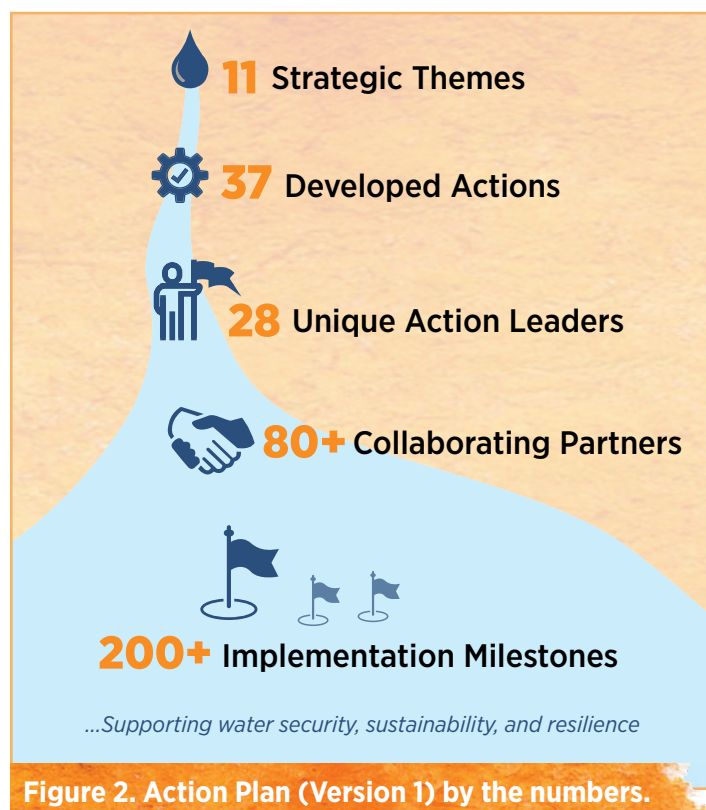 11 Strategic Themes
37 Developed Actions
28 Unique Action Leaders
80+ Collaborating Partners
200+ Implementation Milestones
...Supporting water security, sustainability, and resilience
Figure 2. Action Plan (Version 1) by the numbers.